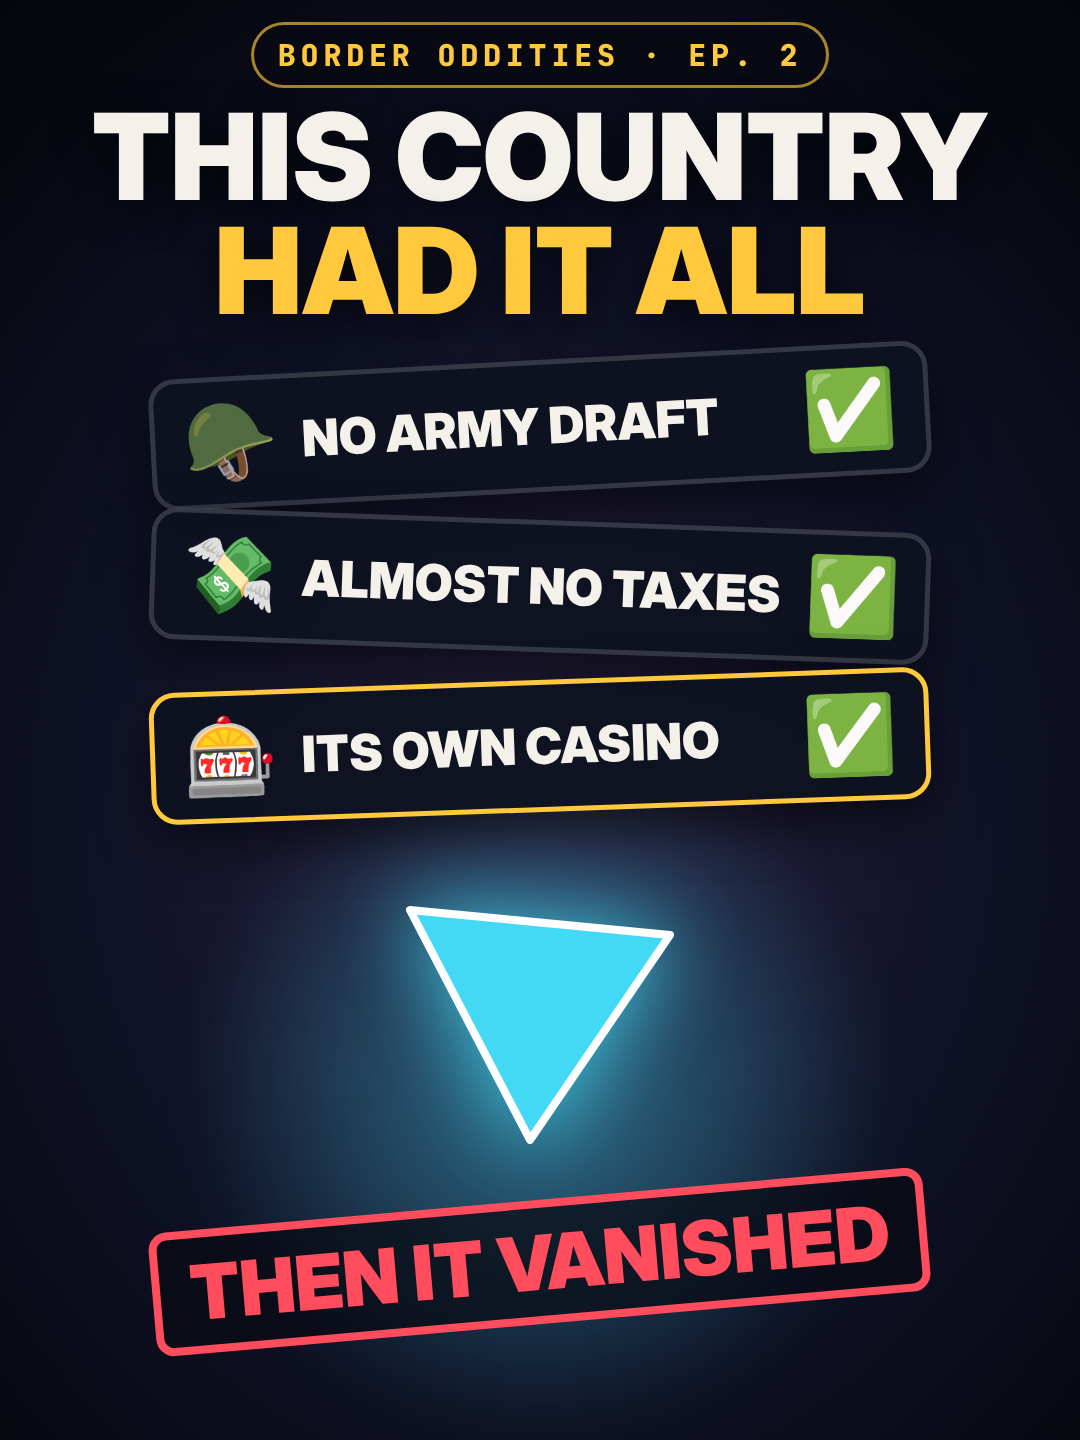 BORDER ODDITIES · EP. 2
THIS COUNTRY
HAD IT ALL
NO ARMY DRAFT
ALMOST NO TAXES
777
ITS OWN CASINO
THEN IT VANISHED